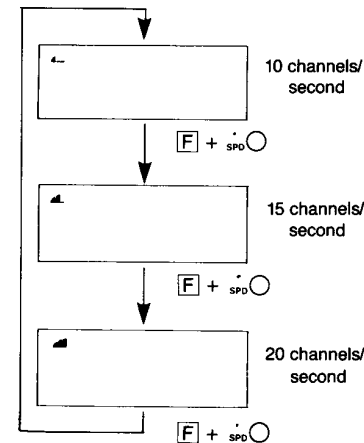 10 channels/
second
F + SPD
15 channels/
second
F + SPD
20 channels/
second
F + SPD